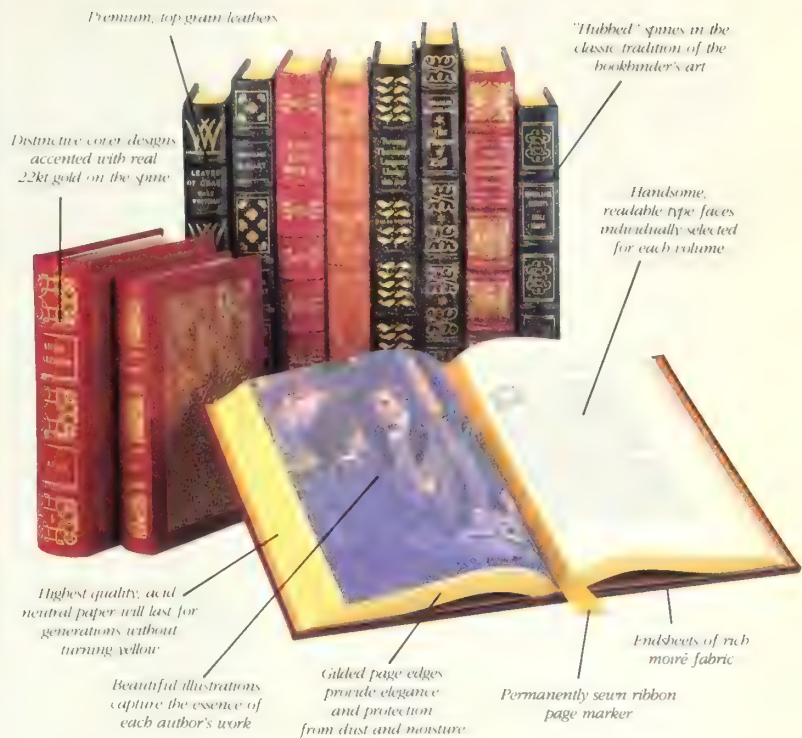 Premium, top grain leathers
"Hubbed" spines in the
classic tradition of the
bookbinder's art
Distinctive cover designs
accented with real
22kt gold on the spine
Handsome,
readable type faces
individually selected
for each volume
LEAVES
OF GRASS
WALT
WHITMAN
Highest quality, acid
neutral paper will last for
generations without
turning yellow
Beautiful illustrations
capture the essence of
each author's work
Gilded page edges
provide elegance
and protection
from dust and moisture
Permanently sewn ribbon
page marker
Endsheets of rich
moiré fabric